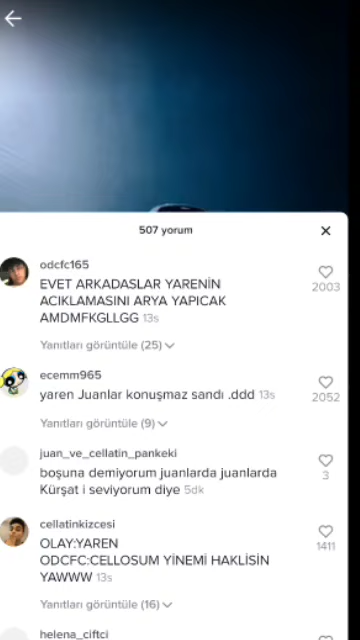 507 yorum
odcfc165
EVET ARKADASLAR YARENİN
ACIKLAMASINI ARYA YAPICAK
AMDMFKGLLGG 13s
2003
Yanıtları görüntüle (25)
ecemm965
yaren Juanlar konuşmaz sandı .ddd 13s
2052
Yanıtları görüntüle (9)
juan_ve_cellatin_pankeki
boşuna demiyorum juanlarda juanlarda
Kürşat i seviyorum diye 5dk
3
cellatinkizcesi
OLAY:YAREN
ODCFC:CELLOSUM YİNEMİ HAKLİSİN
YAWWW 13s
1411
Yanıtları görüntüle (16)
helena_ciftci